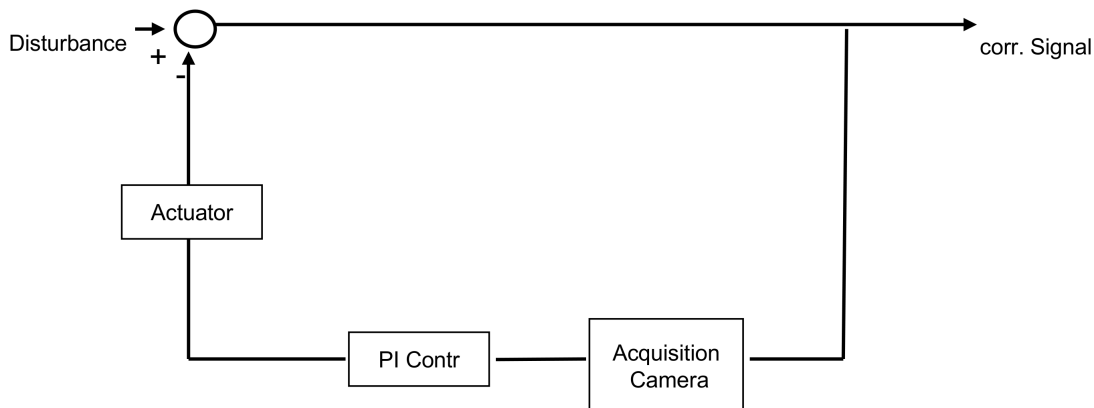 Disturbance
+
-
corr. Signal
Actuator
PI Contr
Acquisition
Camera